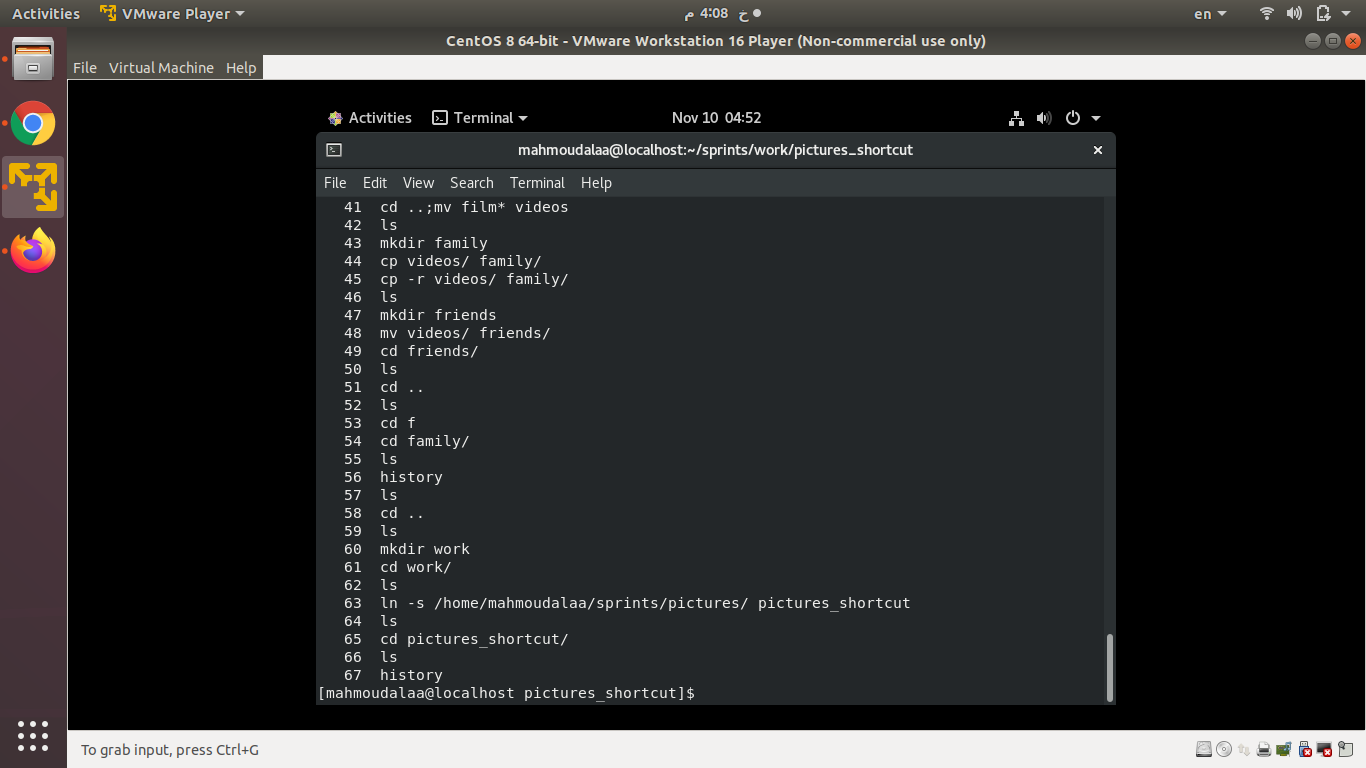 Activities VMware Player م 4:08 خ en
CentOS 8 64-bit - VMware Workstation 16 Player (Non-commercial use only)
File Virtual Machine Help
Activities Terminal Nov 10 04:52
mahmoudalaa@localhost:~/sprints/work/pictures_shortcut
File Edit View Search Terminal Help
41 cd ..;mv film* videos
42 ls
43 mkdir family
44 cp videos/ family/
45 cp -r videos/ family/
46 ls
47 mkdir friends
48 mv videos/ friends/
49 cd friends/
50 ls
51 cd ..
52 ls
53 cd f
54 cd family/
55 ls
56 history
57 ls
58 cd ..
59 ls
60 mkdir work
61 cd work/
62 ls
63 ln -s /home/mahmoudalaa/sprints/pictures/ pictures_shortcut
64 ls
65 cd pictures_shortcut/
66 ls
67 history
[mahmoudalaa@localhost pictures_shortcut]$
To grab input, press Ctrl+G